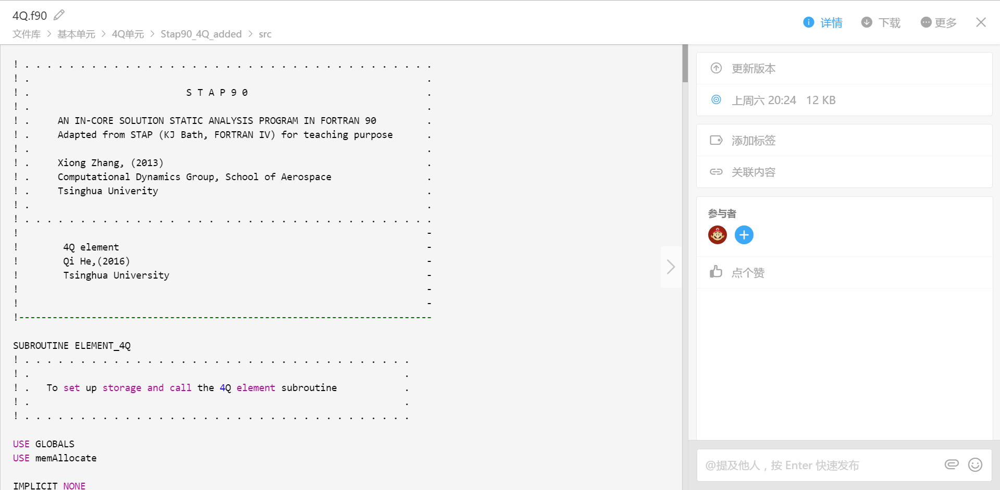 4Q.f90
文件库 > 基本单元 > 4Q单元 > Stap90_4Q_added > src
详情
下载
更多
! . . . . . . . . . . . . . . . . . . . . . . . . . . . . . . . . . . . . .
! . .
! . S T A P 9 0 .
! . .
! . AN IN-CORE SOLUTION STATIC ANALYSIS PROGRAM IN FORTRAN 90 .
! . Adapted from STAP (KJ Bath, FORTRAN IV) for teaching purpose .
! . .
! . Xiong Zhang, (2013) .
! . Computational Dynamics Group, School of Aerospace .
! . Tsinghua Univerity .
! . .
! . . . . . . . . . . . . . . . . . . . . . . . . . . . . . . . . . . . .
! -
! 4Q element -
! Qi He,(2016) -
! Tsinghua University -
! -
! -
!--------------------------------------------------------------------------
SUBROUTINE ELEMENT_4Q
! . . . . . . . . . . . . . . . . . . . . . . . . . . . . . . . . . . .
! . .
! . To set up storage and call the 4Q element subroutine .
! . .
! . . . . . . . . . . . . . . . . . . . . . . . . . . . . . . . . . . .
USE GLOBALS
USE memAllocate
IMPLICIT NONE
更新版本
上周六 20:24 12 KB
添加标签
关联内容
参与者
点个赞
@提及他人，按 Enter 快速发布